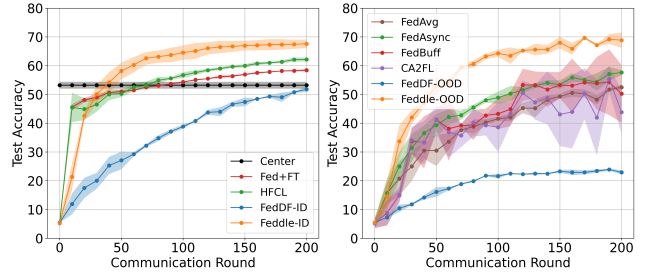 80
70
60
50
40
30
20
10
0
Test Accuracy
0 50 100 150 200
Communication Round
Center
Fed+FT
HFCL
FedDF-ID
Feddle-ID
80
70
60
50
40
30
20
10
0
Test Accuracy
0 50 100 150 200
Communication Round
FedAvg
FedAsync
FedBuff
CA2FL
FedDF-OOD
Feddle-OOD